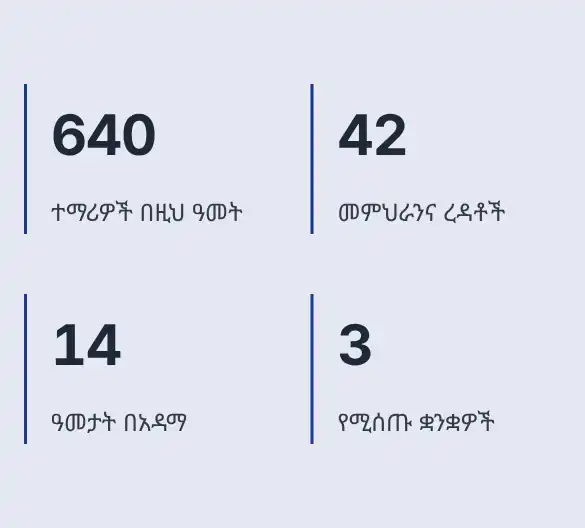 640
ተማሪዎች በዚህ ዓመት
42
መምህራንና ረዳቶች
14
ዓመታት በአዳማ
3
የሚሰጡ ቋንቋዎች